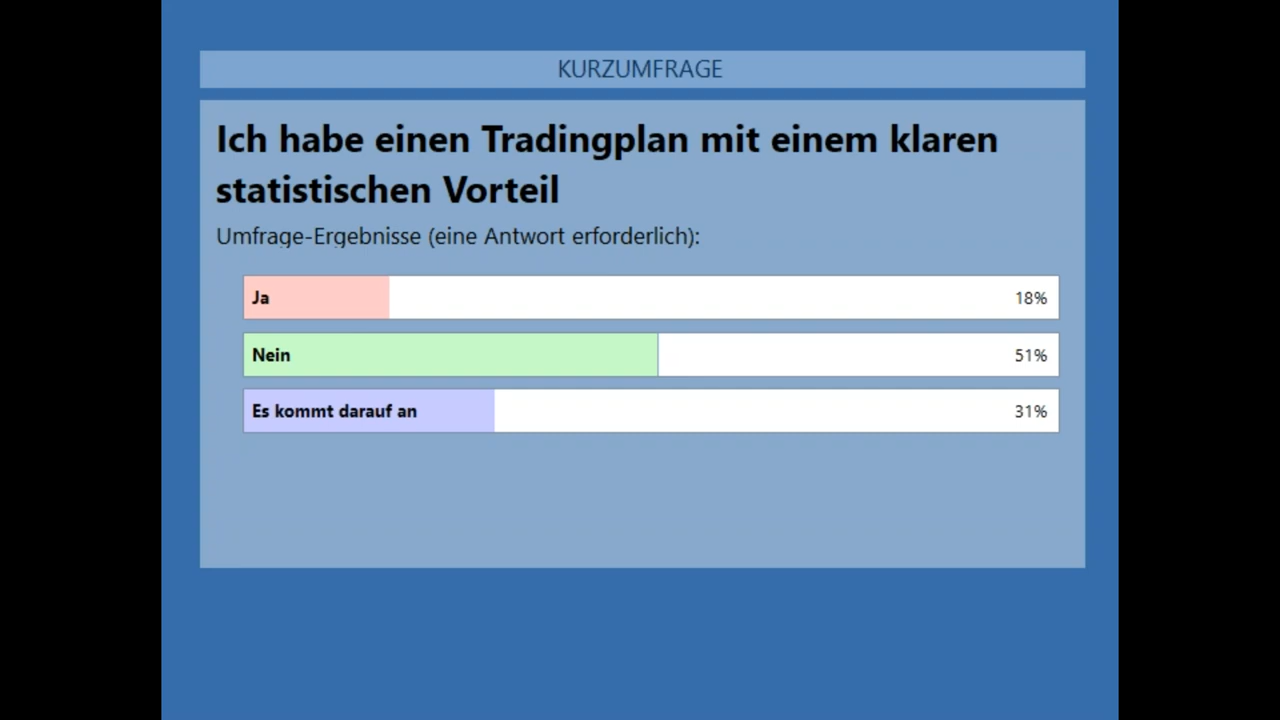 KURZUMFRAGE
Ich habe einen Tradingplan mit einem klaren
statistischen Vorteil
Umfrage-Ergebnisse (eine Antwort erforderlich):
Ja 18%
Nein 51%
Es kommt darauf an 31%